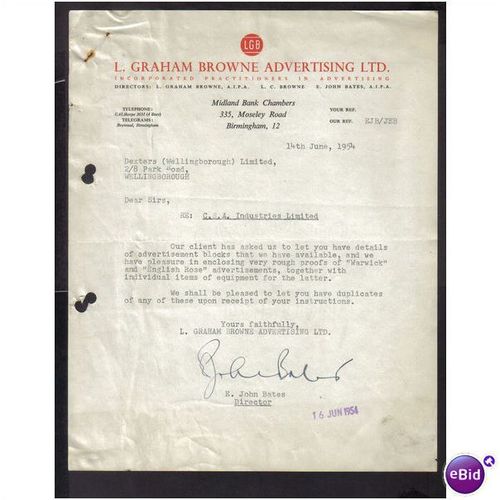 LGB
L. GRAHAM BROWNE ADVERTISING LTD.
INCORPORATED PRACTITIONERS IN ADVERTISING
DIRECTORS: L. GRAHAM BROWNE, A.I.P.A. L. C. BROWNE E. JOHN BATES, A.I.P.A.
TELEPHONE:
TELEGRAMS:
Browad, Birmingham
Midland Bank Chambers
335, Moseley Road
Birmingham, 12
YOUR REF.
OUR REF. EJB/JEB
14th June, 1954
Dexters (Wellingborough) Limited,
2/8 Park Road,
WELLINGBOROUGH
Dear Sirs,
RE: C.S.A. Industries Limited
Our client has asked us to let you have details
of advertisement blocks that we have available, and we
have pleasure in enclosing very rough proofs of "Warwick"
and "English Rose" advertisements, together with
individual items of equipment for the latter.
We shall be pleased to let you have duplicates
of any of these upon receipt of your instructions.
Yours faithfully,
L. GRAHAM BROWNE ADVERTISING LTD.
John Bates
E. John Bates
Director
16 JUN 1954
eBid